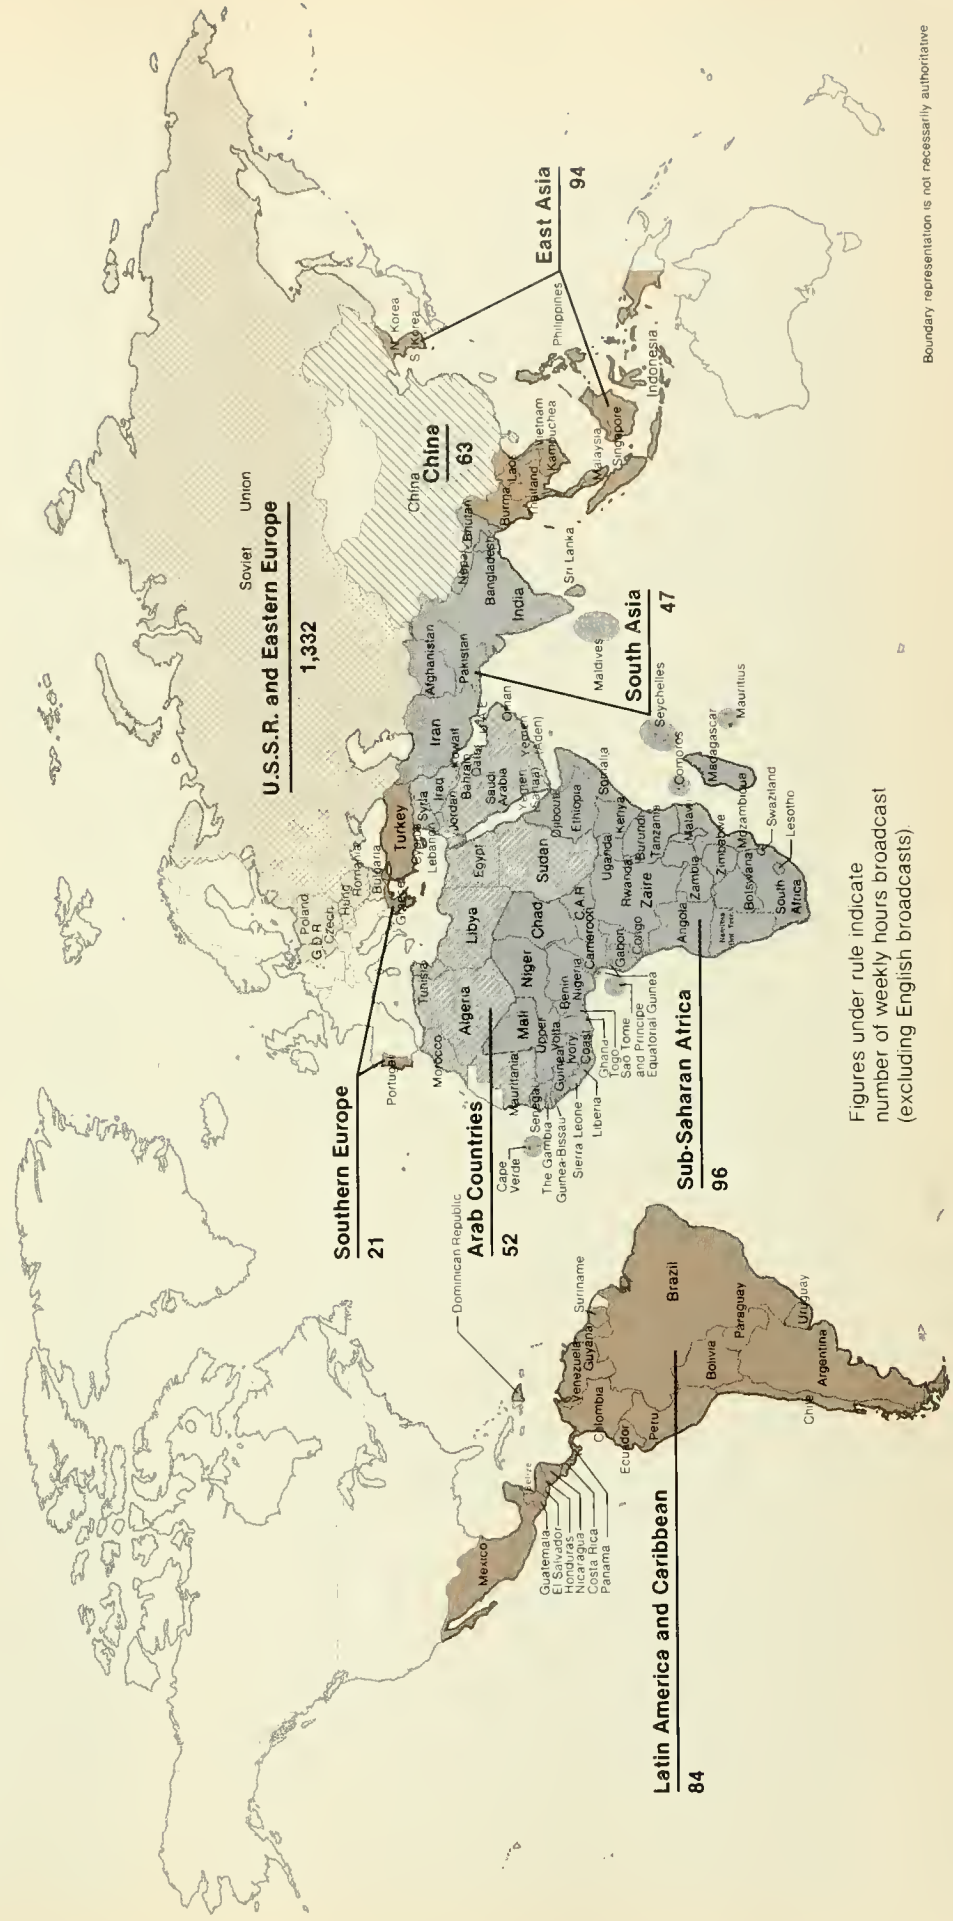 U.S.S.R. and Eastern Europe
1,332
Soviet Union
Poland
G.D.R.
Czech.
Hung.
Romania
Bulgaria
Southern Europe
21
Portugal
Greece
Turkey
Cyprus
China
China
63
N. Korea
S. Korea
East Asia
94
Philippines
Burma
Laos
Thailand
Vietnam
Kampuchea
Malaysia
Singapore
Indonesia
South Asia
47
Iran
Afghanistan
Pakistan
Nepal
Bhutan
Bangladesh
India
Sri Lanka
Maldives
Arab Countries
52
Morocco
Algeria
Tunisia
Libya
Egypt
Lebanon
Syria
Jordan
Iraq
Kuwait
Bahrain
Qatar
U.A.E.
Oman
Saudi
Arabia
Yemen
(Sanaa)
Yemen
(Aden)
Mauritania
Sudan
Djibouti
Somalia
Sub-Saharan Africa
96
Cape
Verde
Senegal
The Gambia
Guinea-Bissau
Guinea
Sierra Leone
Liberia
Mali
Upper
Volta
Ivory
Coast
Ghana
Togo
Benin
Niger
Nigeria
Chad
Cameroon
C.A.R.
Sao Tome
and Principe
Equatorial Guinea
Gabon
Congo
Zaire
Ethiopia
Uganda
Kenya
Rwanda
Burundi
Tanzania
Angola
Zambia
Malawi
Zimbabwe
Mozambique
Namibia
Botswana
South
Africa
Swaziland
Lesotho
Seychelles
Comoros
Madagascar
Mauritius
Latin America and Caribbean
84
Mexico
Belize
Guatemala
El Salvador
Honduras
Nicaragua
Costa Rica
Panama
Dominican Republic
Venezuela
Guyana
Suriname
Colombia
Ecuador
Peru
Brazil
Bolivia
Paraguay
Uruguay
Chile
Argentina
Figures under rule indicate
number of weekly hours broadcast
(excluding English broadcasts).
Boundary representation is not necessarily authoritative